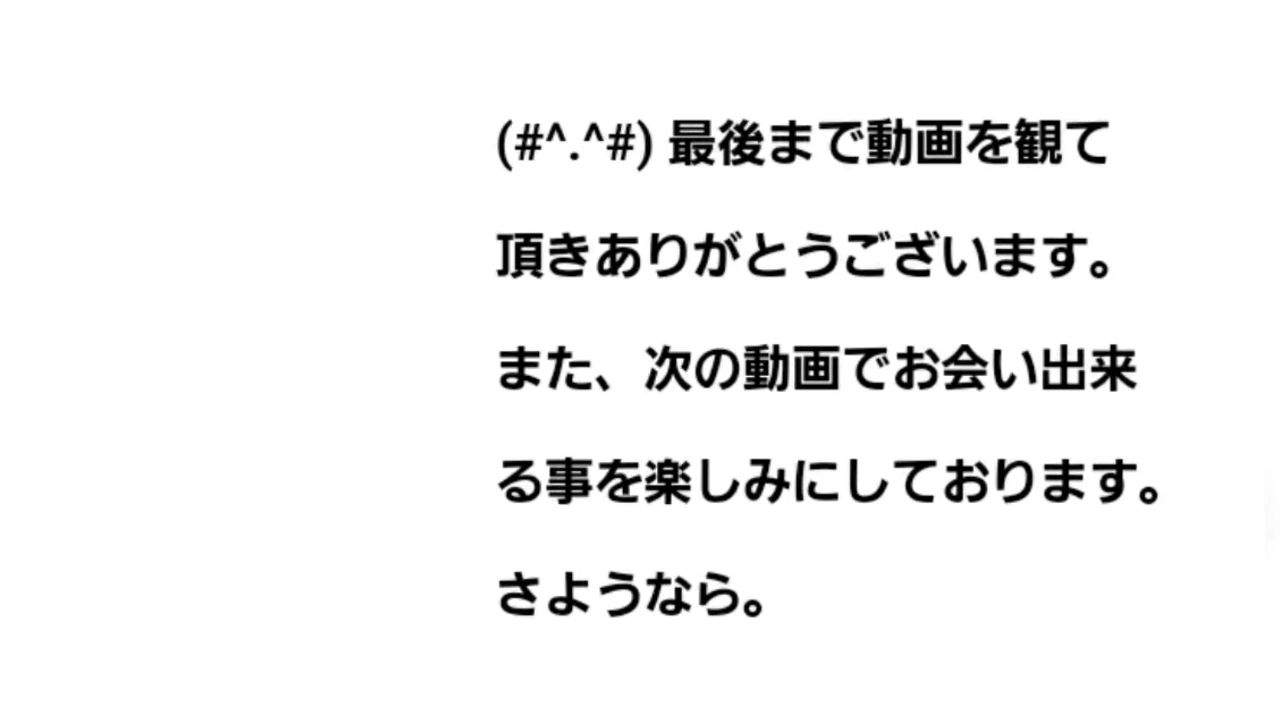 (#^.^#) 最後まで動画を観て
頂きありがとうございます。
また、次の動画でお会い出来
る事を楽しみにしております。
さようなら。